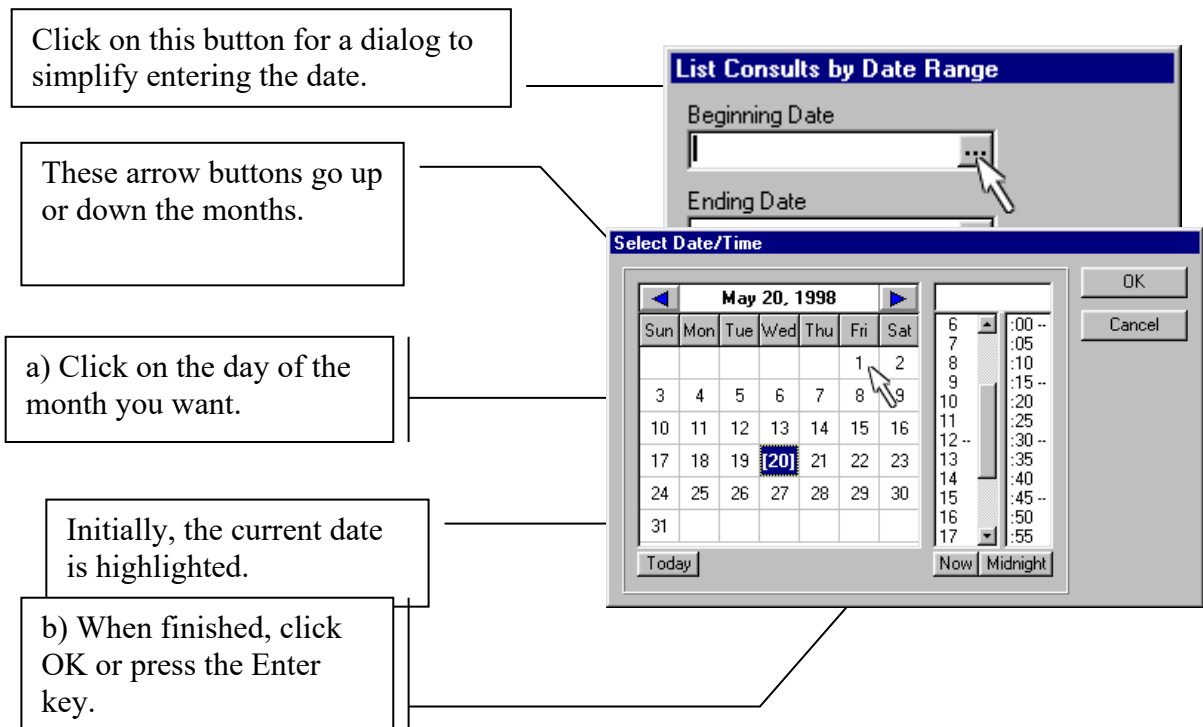 Click on this button for a dialog to
simplify entering the date.
These arrow buttons go up
or down the months.
a) Click on the day of the
month you want.
Initially, the current date
is highlighted.
b) When finished, click
OK or press the Enter
key.
List Consults by Date Range
Beginning Date
...
Ending Date
Select Date/Time
May 20, 1998
Sun Mon Tue Wed Thu Fri Sat
1 2
3 4 5 6 7 8 9
10 11 12 13 14 15 16
17 18 19 [20] 21 22 23
24 25 26 27 28 29 30
31
Today
6 :00 --
7 :05
8 :10
9 :15 --
10 :20
11 :25
12 -- :30 --
13 :35
14 :40
15 :45 --
16 :50
17 :55
Now Midnight
OK
Cancel